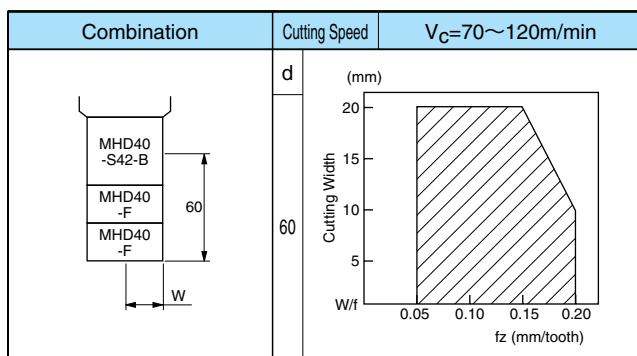 Combination
Cutting Speed
Vc=70～120m/min
d
(mm)
MHD40
-S42-B
MHD40
-F
MHD40
-F
60
W
60
Cutting Width
20
15
10
5
W/f
0.05 0.10 0.15 0.20
fz (mm/tooth)